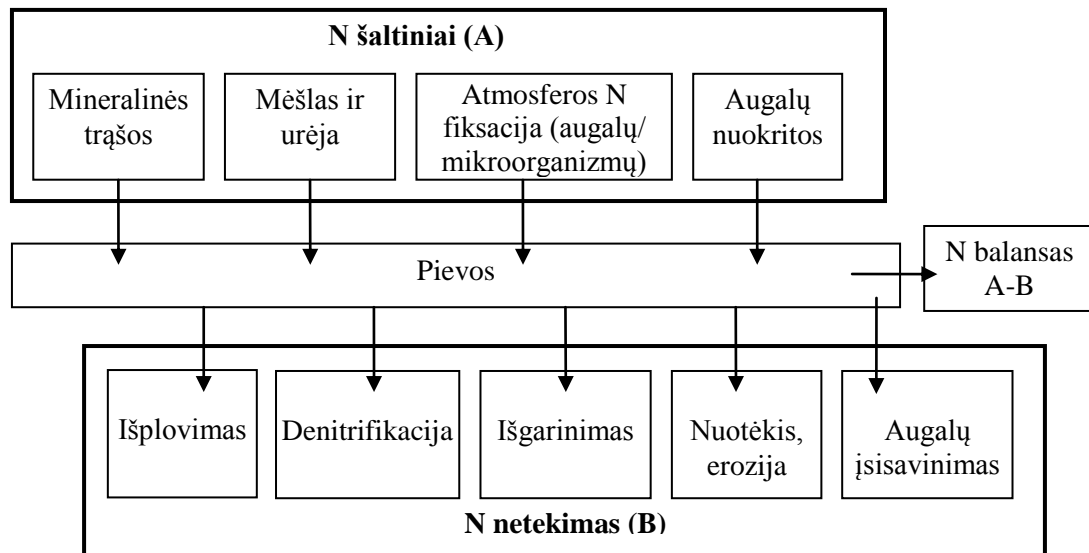 N šaltiniai (A)
Mineralinės
trąšos
Mėšlas ir
urėja
Atmosferos N
fiksacija (augalų/
mikroorganizmų)
Augalų
nuokritos
Pievos
N balansas
A-B
Išplovimas
Denitrifikacija
Išgarinimas
Nuotėkis,
erozija
Augalų
įsisavinimas
N netekimas (B)